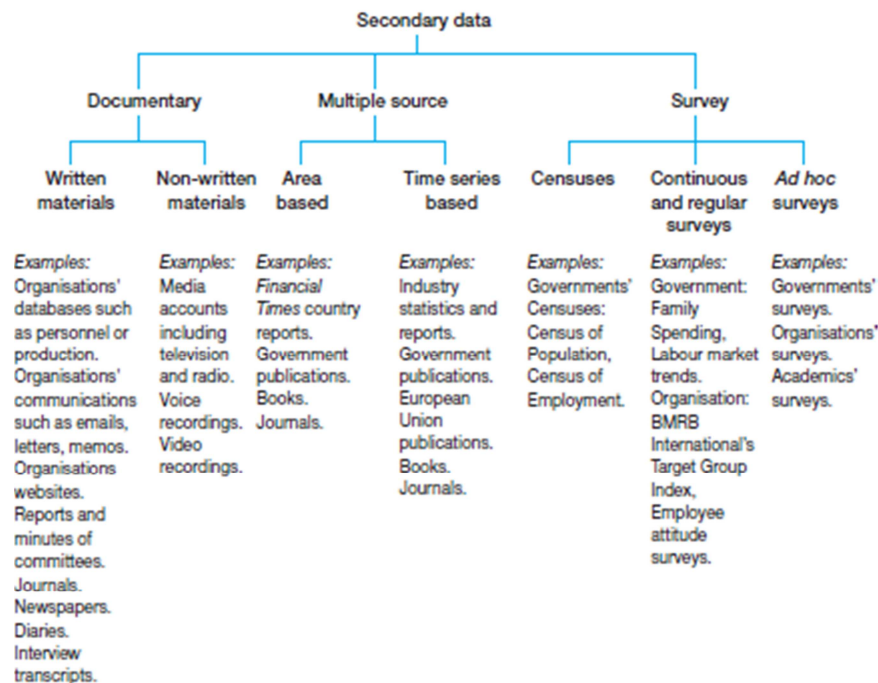 Secondary data
Documentary
Multiple source
Survey
Written
materials
Non-written
materials
Area
based
Time series
based
Censuses
Continuous
and regular
surveys
Ad hoc
surveys
Examples:
Organisations'
databases such
as personnel or
production.
Organisations'
communications
such as emails,
letters, memos.
Organisations
websites.
Reports and
minutes of
committees.
Journals.
Newspapers.
Diaries.
Interview
transcripts.
Examples:
Media
accounts
including
television
and radio.
Voice
recordings.
Video
recordings.
Examples:
Financial
Times country
reports.
Government
publications.
Books.
Journals.
Examples:
Industry
statistics and
reports.
Government
publications.
European
Union
publications.
Books.
Journals.
Examples:
Governments'
Censuses:
Census of
Population,
Census of
Employment.
Examples:
Government:
Family
Spending,
Labour market
trends.
Organisation:
BMRB
International's
Target Group
Index,
Employee
attitude
surveys.
Examples:
Governments'
surveys.
Organisations'
surveys.
Academics'
surveys.